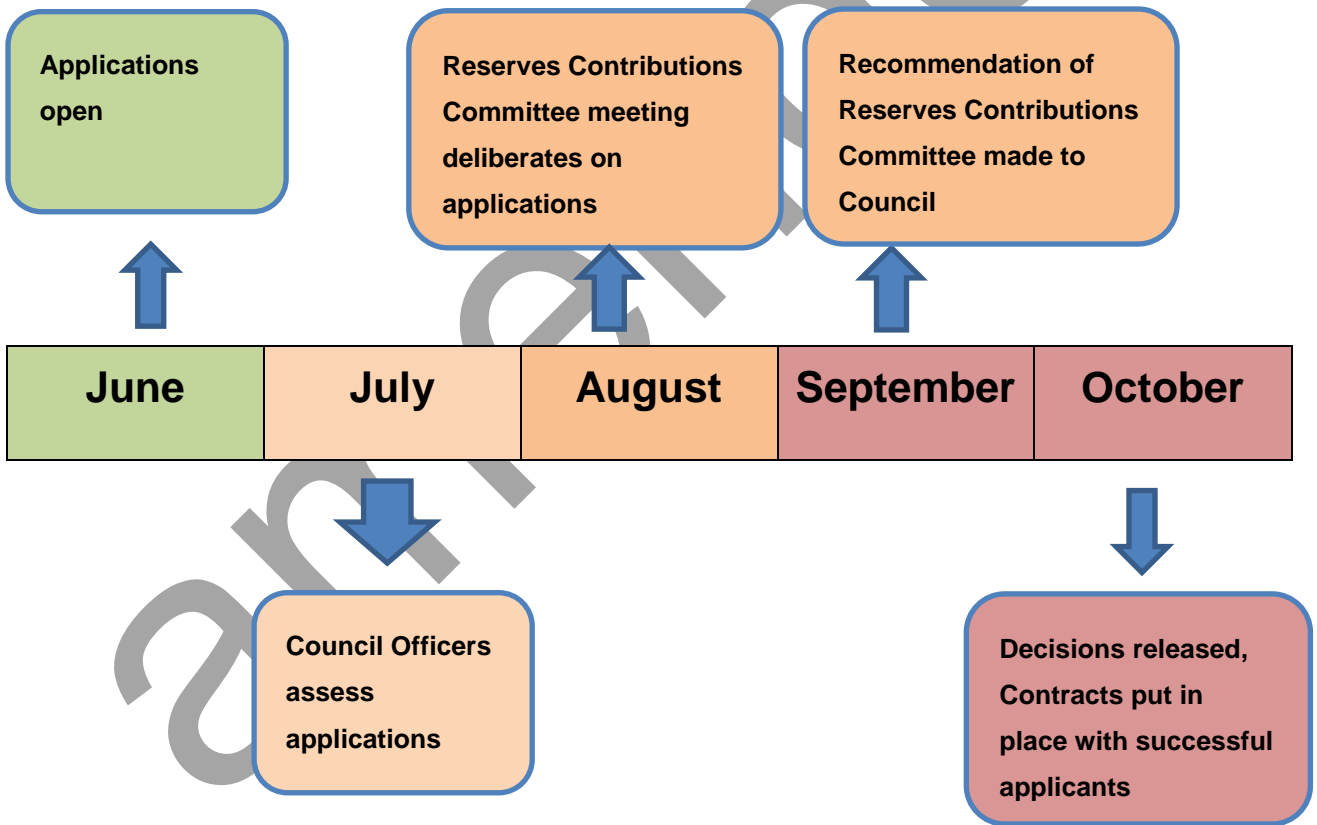 Applications
open
Reserves Contributions
Committee meeting
deliberates on
applications
Recommendation of
Reserves Contributions
Committee made to
Council
June
July
August
September
October
Council Officers
assess
applications
Decisions released,
Contracts put in
place with successful
applicants